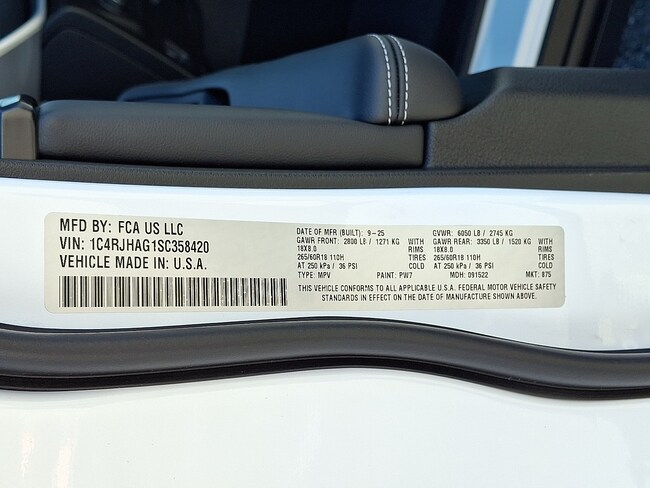 MFD BY: FCA US LLC
VIN: 1C4RJHAG1SC358420
VEHICLE MADE IN: U.S.A.
DATE OF MFR (BUILT): 9-25
GAWR FRONT: 2800 LB / 1271 KG WITH
18X8.0 RIMS
265/60R18 110H TIRES
AT 250 kPa / 36 PSI COLD
TYPE: MPV PAINT: PW7
GVWR: 6050 LB / 2745 KG
GAWR REAR: 3350 LB / 1520 KG WITH
18X8.0 RIMS
265/60R18 110H TIRES
AT 250 kPa / 36 PSI COLD
MDH: 091522 MKT: 875
THIS VEHICLE CONFORMS TO ALL APPLICABLE U.S.A. FEDERAL MOTOR VEHICLE SAFETY
STANDARDS IN EFFECT ON THE DATE OF MANUFACTURE SHOWN ABOVE.